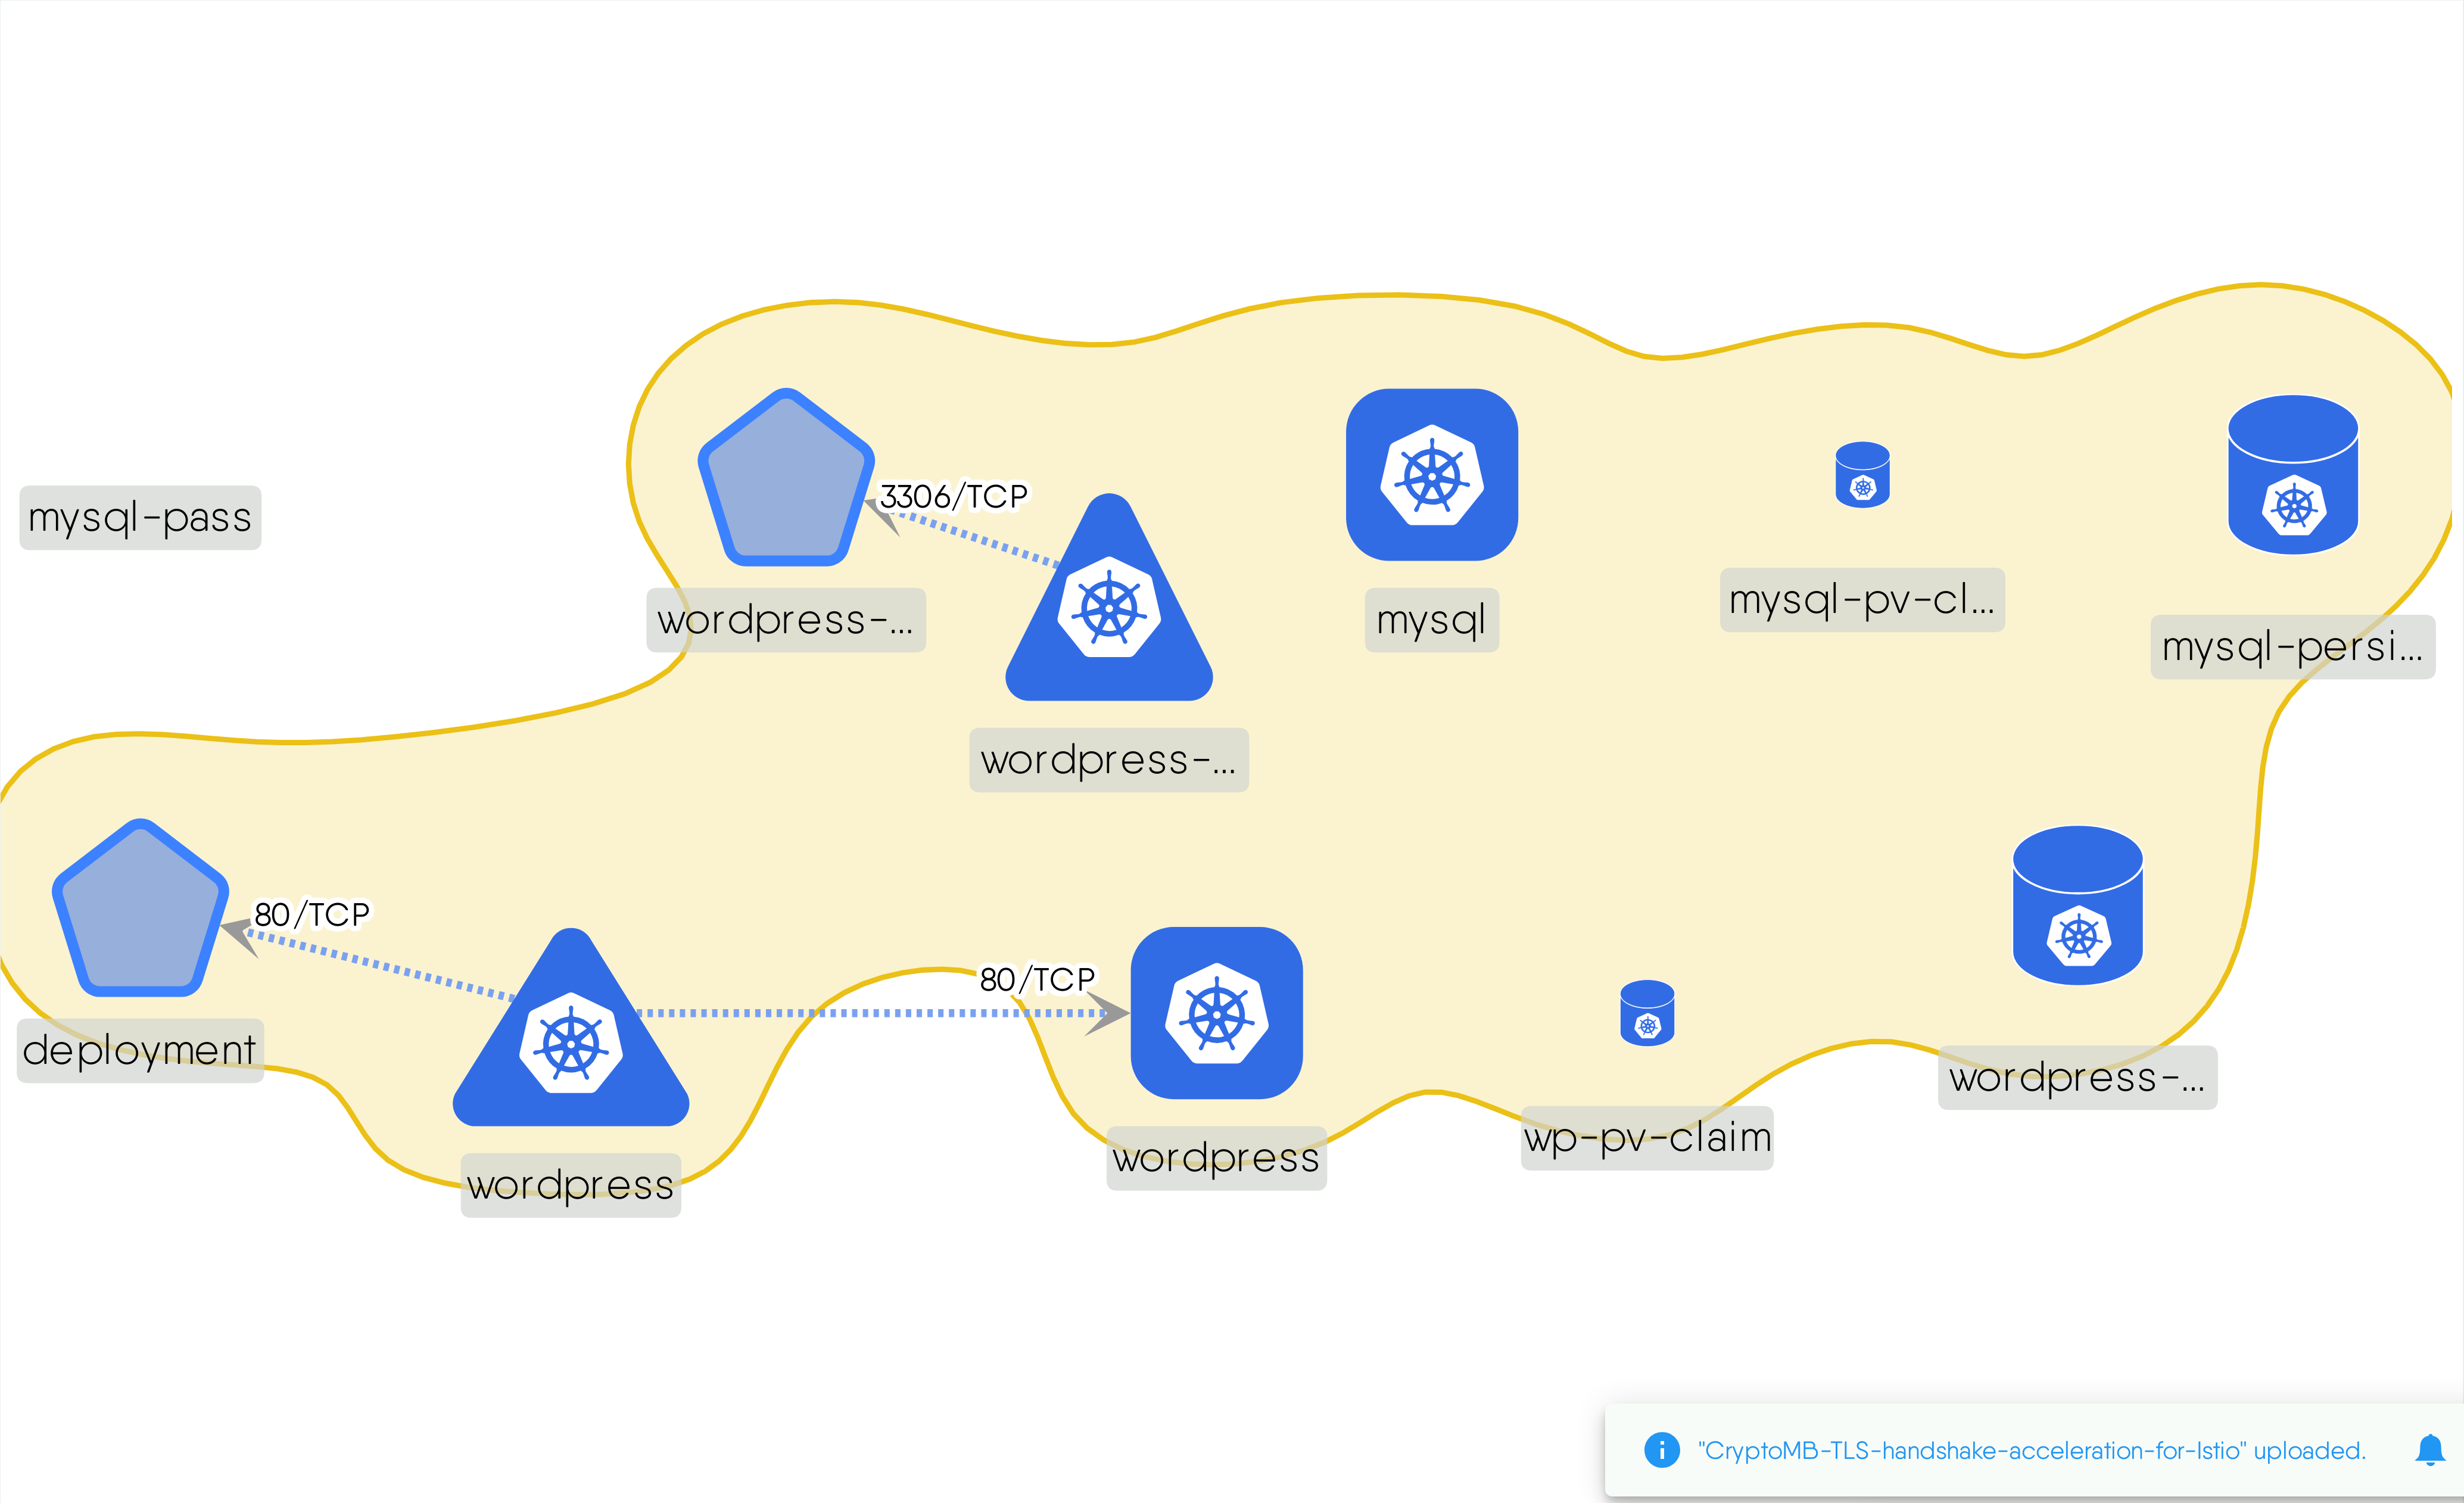 3306/TCP
mysql-pass
wordpress-...
mysql
mysql-pv-cl...
mysql-persi...
wordpress-...
80/TCP
80/TCP
deployment
wordpress-...
wp-pv-claim
wordpress
wordpress
"CryptoMB-TLS-handshake-acceleration-for-Istio" uploaded.